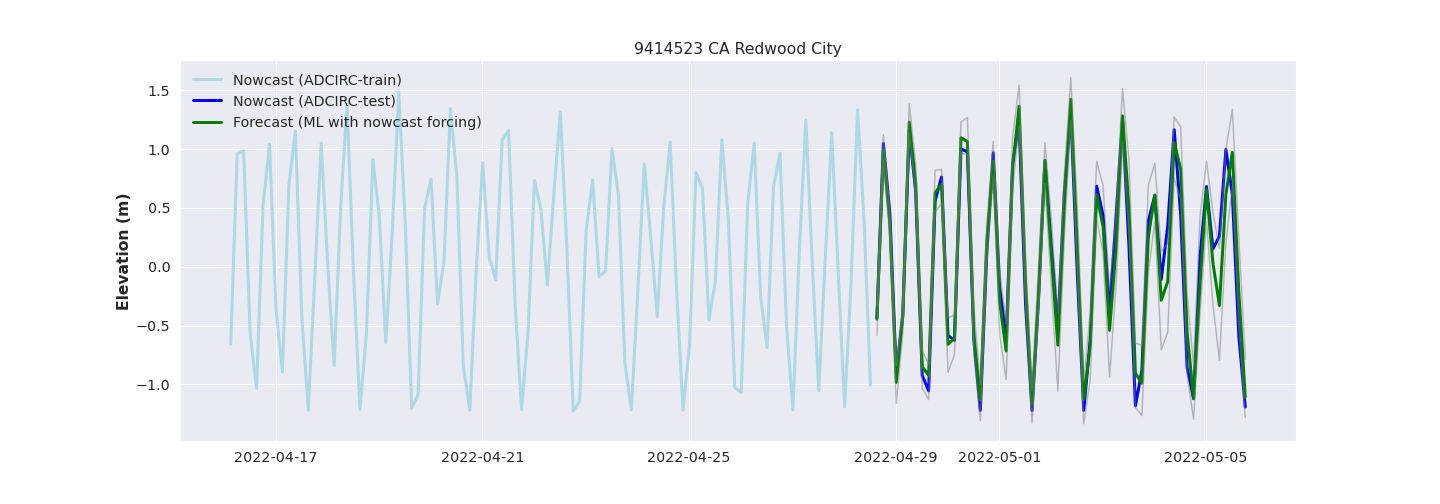 9414523 CA Redwood City
Nowcast (ADCIRC-train)
Nowcast (ADCIRC-test)
Forecast (ML with nowcast forcing)
Elevation (m)
1.5
1.0
0.5
0.0
−0.5
−1.0
2022-04-17 2022-04-21 2022-04-25 2022-04-29 2022-05-01 2022-05-05